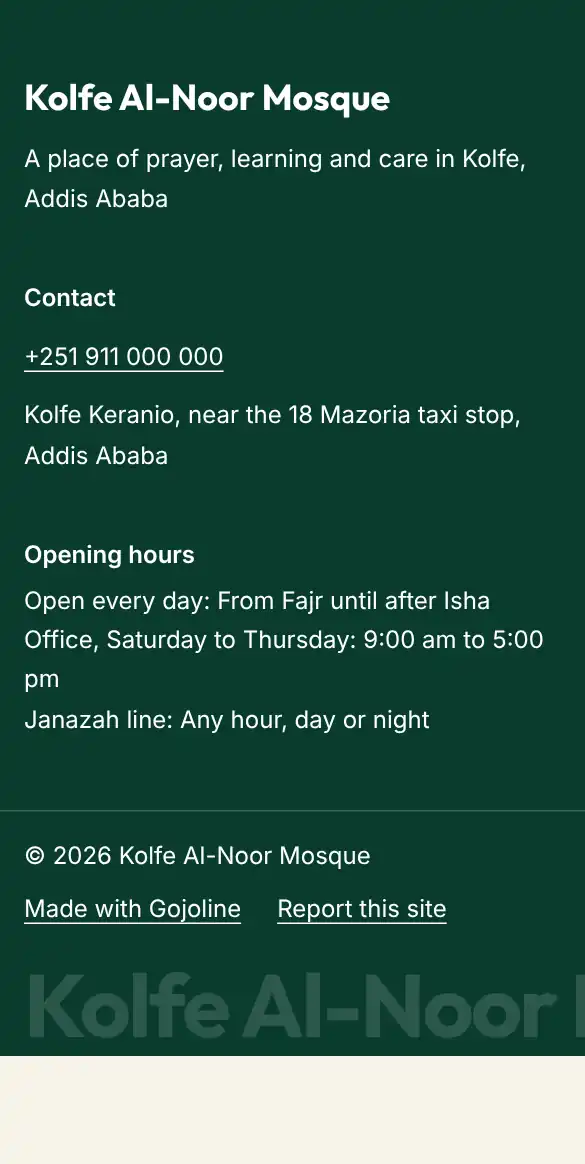 Kolfe Al-Noor Mosque
A place of prayer, learning and care in Kolfe,
Addis Ababa
Contact
+251 911 000 000
Kolfe Keranio, near the 18 Mazoria taxi stop,
Addis Ababa
Opening hours
Open every day: From Fajr until after Isha
Office, Saturday to Thursday: 9:00 am to 5:00
pm
Janazah line: Any hour, day or night
© 2026 Kolfe Al-Noor Mosque
Made with Gojoline Report this site
Kolfe Al-Noor